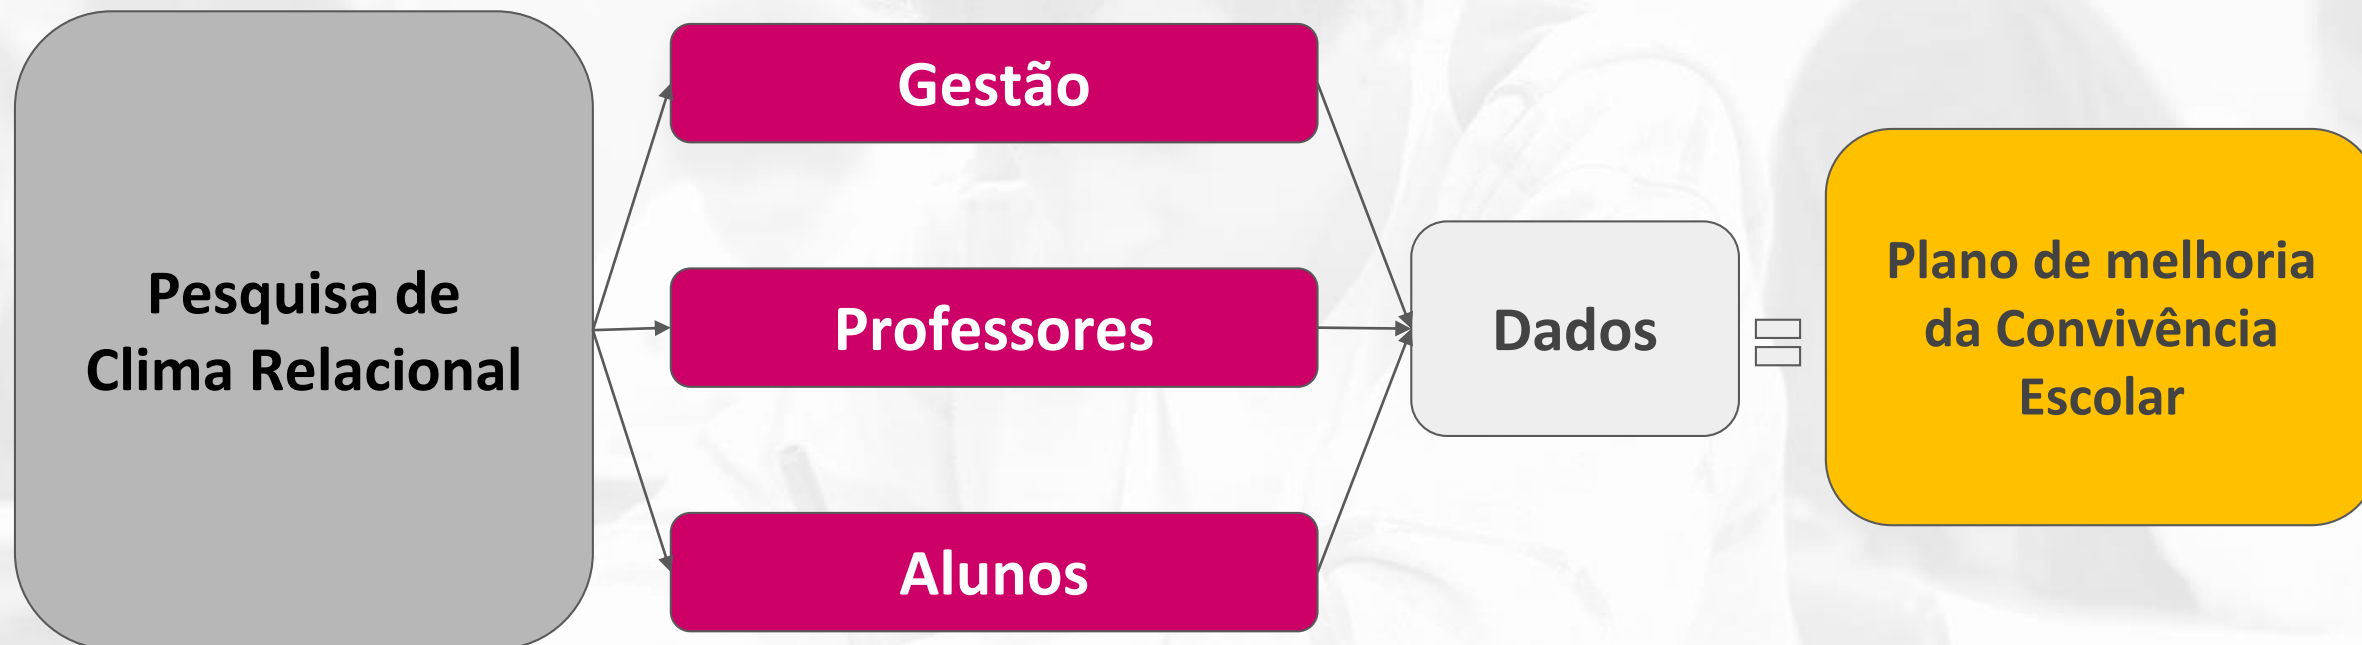 Pesquisa de
Clima Relacional
Gestão
Professores
Alunos
Dados
Plano de melhoria
da Convivência
Escolar